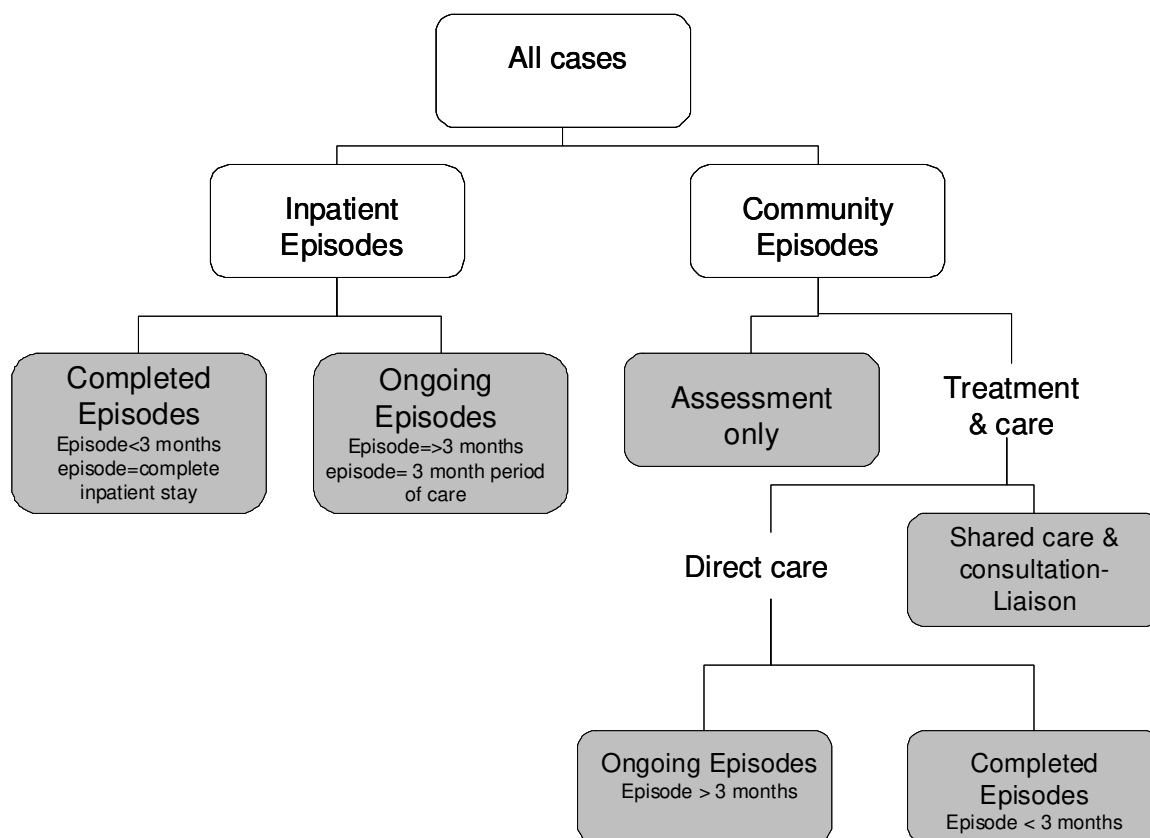 All cases
Inpatient
Episodes
Community
Episodes
Completed
Episodes
Episode<3 months
episode=complete
inpatient stay
Ongoing
Episodes
Episode=>3 months
episode= 3 month period
of care
Assessment
only
Treatment
& care
Direct care
Shared care &
consultation-
Liaison
Ongoing Episodes
Episode > 3 months
Completed
Episodes
Episode < 3 months